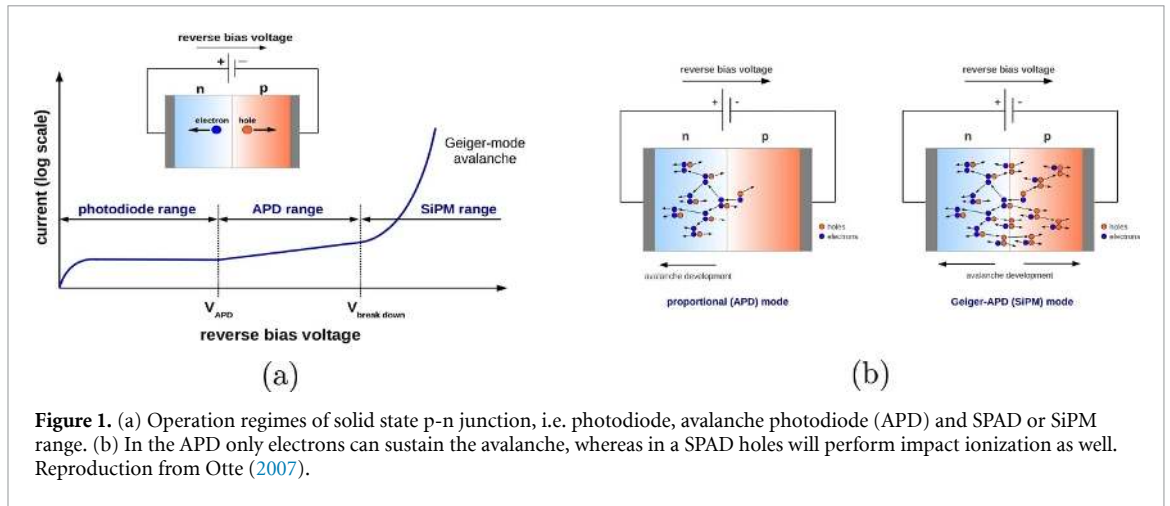 reverse bias voltage
+ −
n p
electron hole
current (log scale)
Geiger-mode
avalanche
photodiode range APD range SiPM range
V APD V break down
reverse bias voltage
(a)
reverse bias voltage
+ -
n p
holes
electrons
avalanche development
proportional (APD) mode
reverse bias voltage
+ -
n p
holes
electrons
avalanche development
Geiger-APD (SiPM) mode
(b)
Figure 1. (a) Operation regimes of solid state p-n junction, i.e. photodiode, avalanche photodiode (APD) and SPAD or SiPM
range. (b) In the APD only electrons can sustain the avalanche, whereas in a SPAD holes will perform impact ionization as well.
Reproduction from Otte (2007).